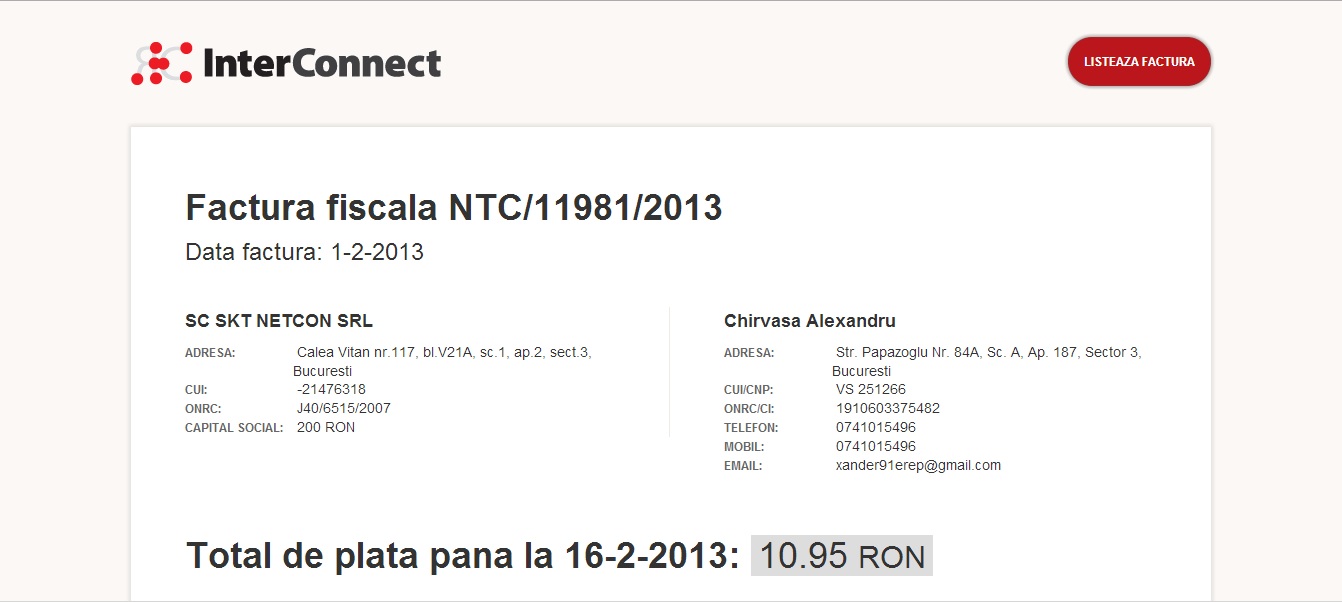 InterConnect
LISTEAZA FACTURA
Factura fiscala NTC/11981/2013
Data factura: 1-2-2013
SC SKT NETCON SRL
ADRESA: Calea Vitan nr.117, bl.V21A, sc.1, ap.2, sect.3,
Bucuresti
CUI: -21476318
ONRC: J40/6515/2007
CAPITAL SOCIAL: 200 RON
Chirvasa Alexandru
ADRESA: Str. Papazoglu Nr. 84A, Sc. A, Ap. 187, Sector 3,
Bucuresti
CUI/CNP: VS 251266
ONRC/CI: 1910603375482
TELEFON: 0741015496
MOBIL: 0741015496
EMAIL: xander91erep@gmail.com
Total de plata pana la 16-2-2013: 10.95 RON